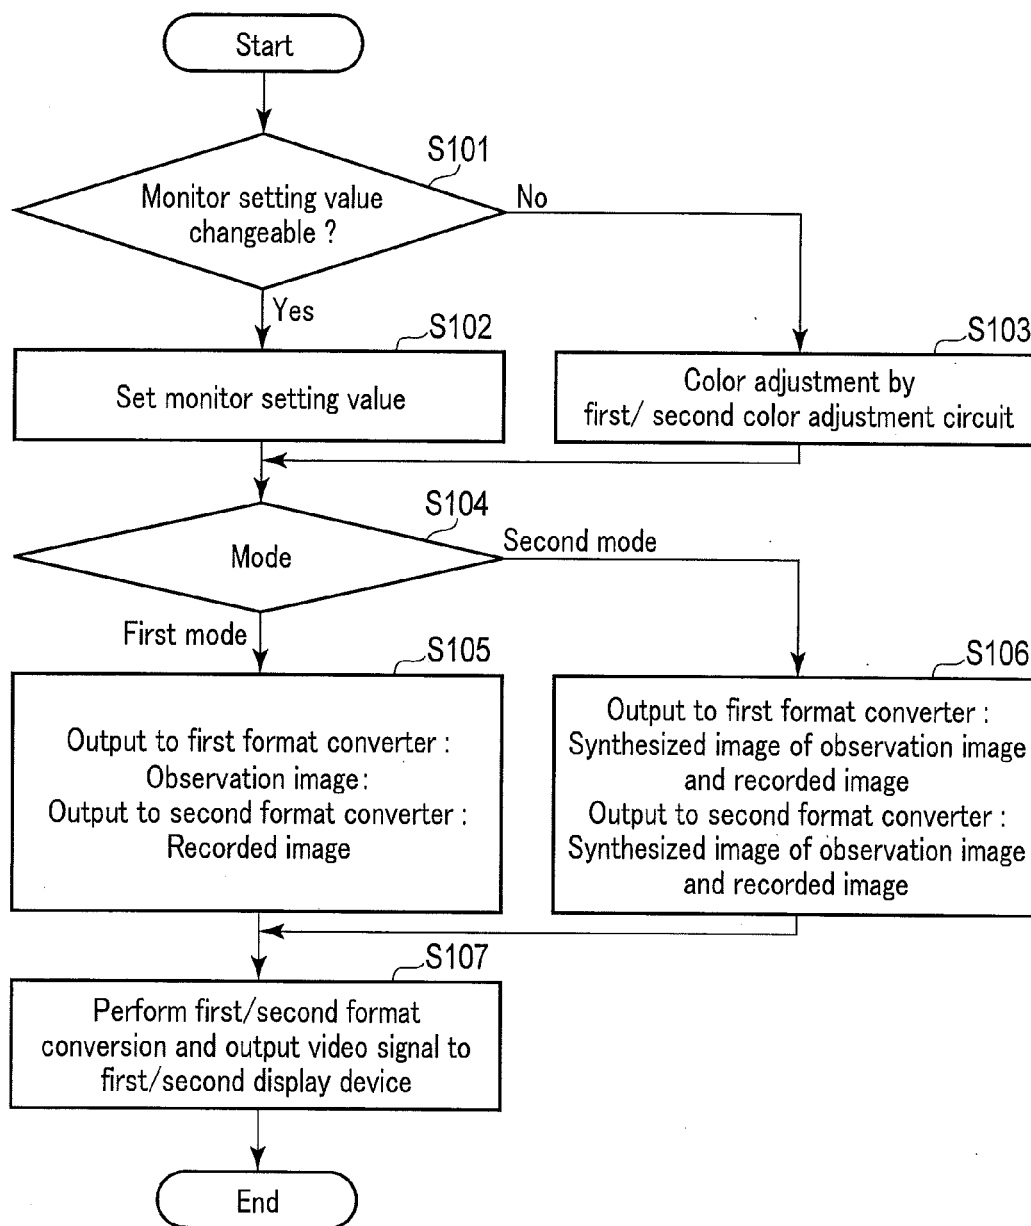 Start
S101
Monitor setting value
changeable ?
No
Yes
S102
Set monitor setting value
S103
Color adjustment by
first/ second color adjustment circuit
S104
Mode
Second mode
First mode
S105
Output to first format converter :
Observation image:
Output to second format converter :
Recorded image
S106
Output to first format converter :
Synthesized image of observation image
and recorded image
Output to second format converter :
Synthesized image of observation image
and recorded image
S107
Perform first/second format
conversion and output video signal to
first/second display device
End